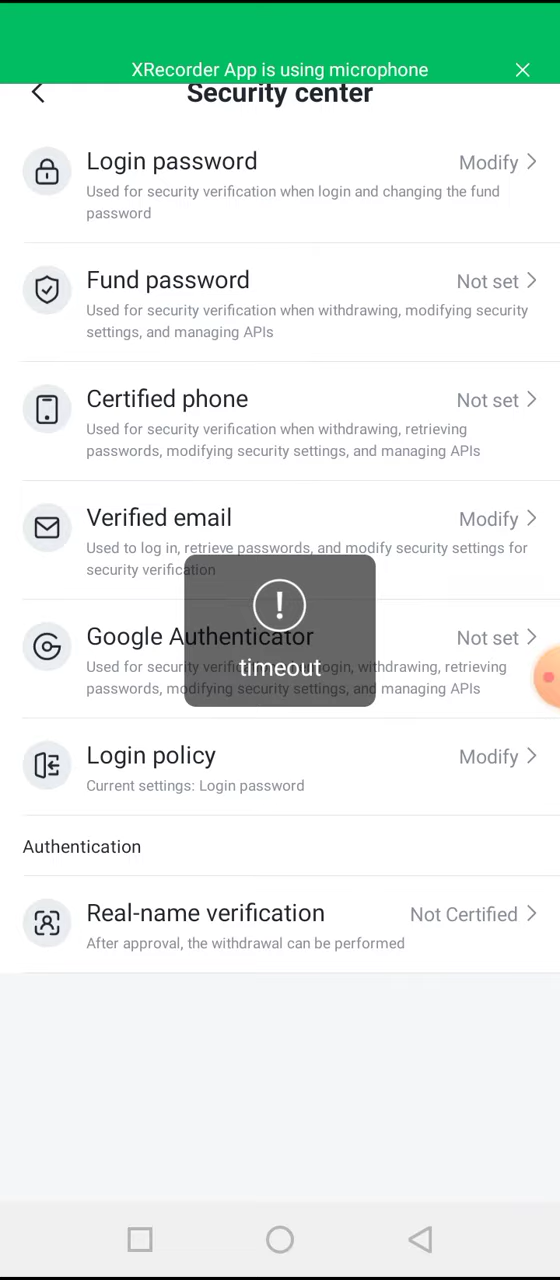 XRecorder App is using microphone
Security center
Login password
Modify
Used for security verification when login and changing the fund
password
Fund password
Not set
Used for security verification when withdrawing, modifying security
settings, and managing APIs
Certified phone
Not set
Used for security verification when withdrawing, retrieving
passwords, modifying security settings, and managing APIs
Verified email
Modify
Used to log in, retrieve passwords, and modify security settings for
security verification
Google Authenticator
Not set
Used for security verification when login, withdrawing, retrieving
timeout
passwords, modifying security settings, and managing APIs
Login policy
Modify
Current settings: Login password
Authentication
Real-name verification
Not Certified
After approval, the withdrawal can be performed